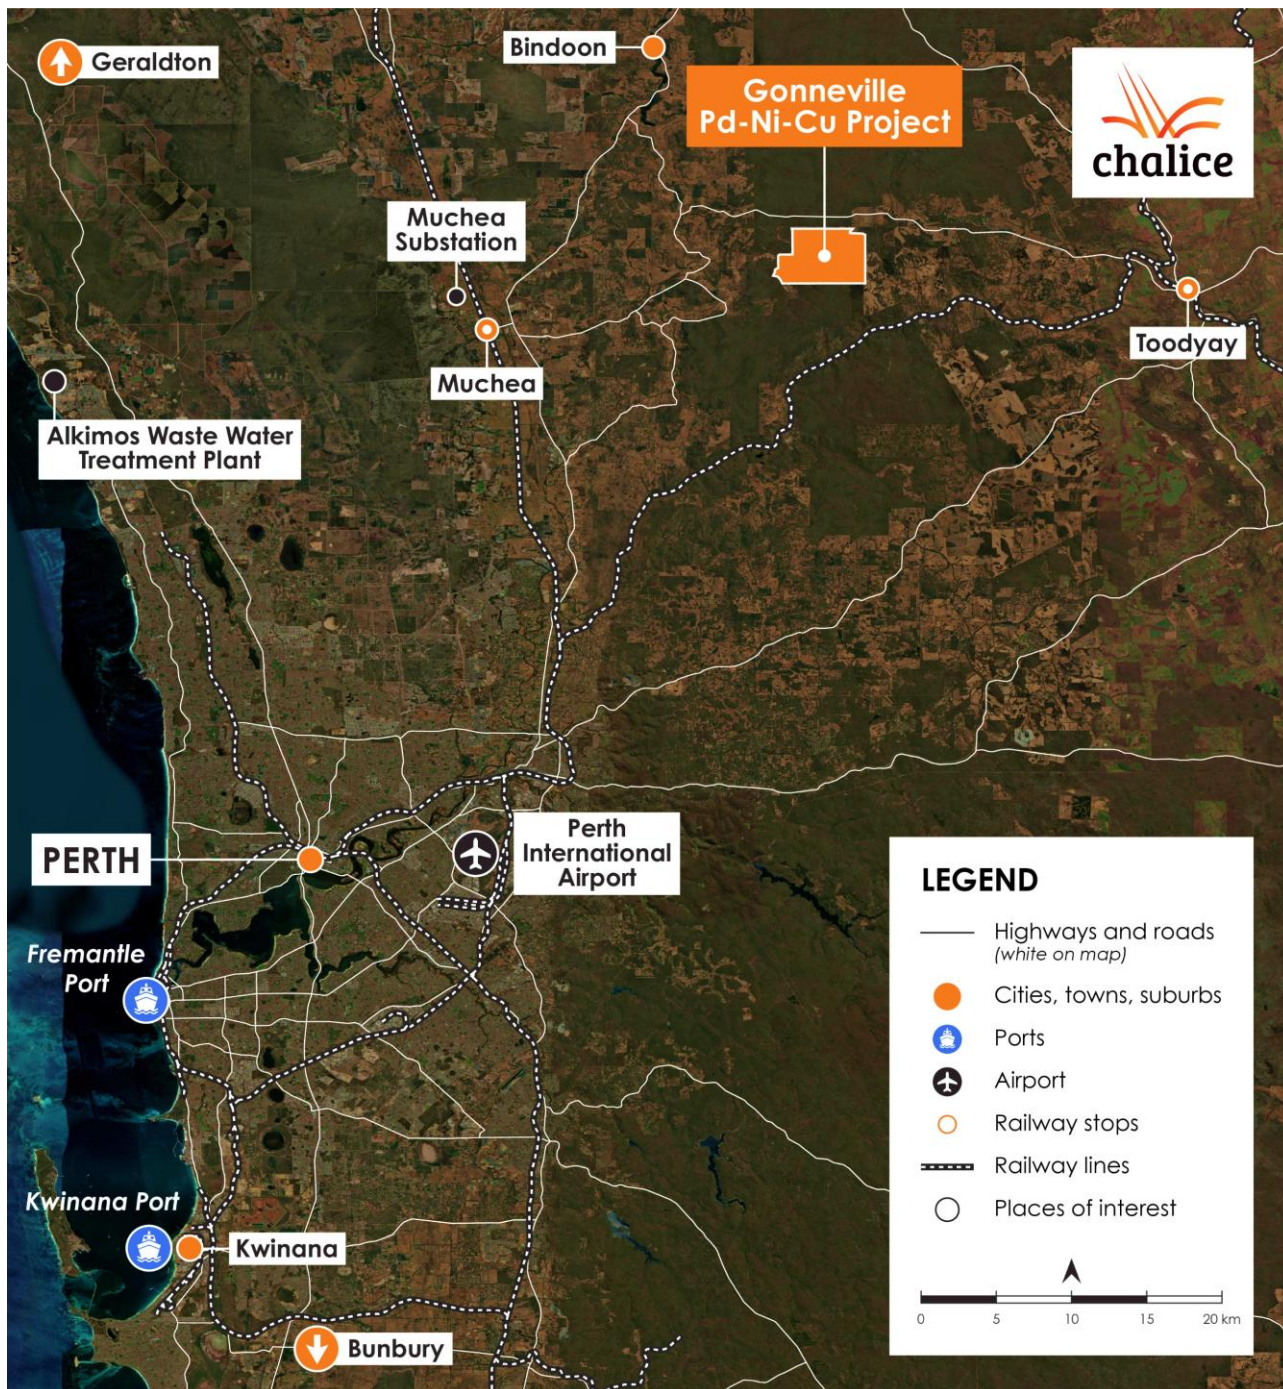 Geraldton
Bindoon
Gonneville
Pd-Ni-Cu Project
chalice
Muchea
Substation
Muchea
Toodyay
Alkimos Waste Water
Treatment Plant
PERTH
Perth
International
Airport
Fremantle
Port
Kwinana Port
Kwinana
Bunbury
LEGEND
Highways and roads
(white on map)
Cities, towns, suburbs
Ports
Airport
Railway stops
Railway lines
Places of interest
0 5 10 15 20 km